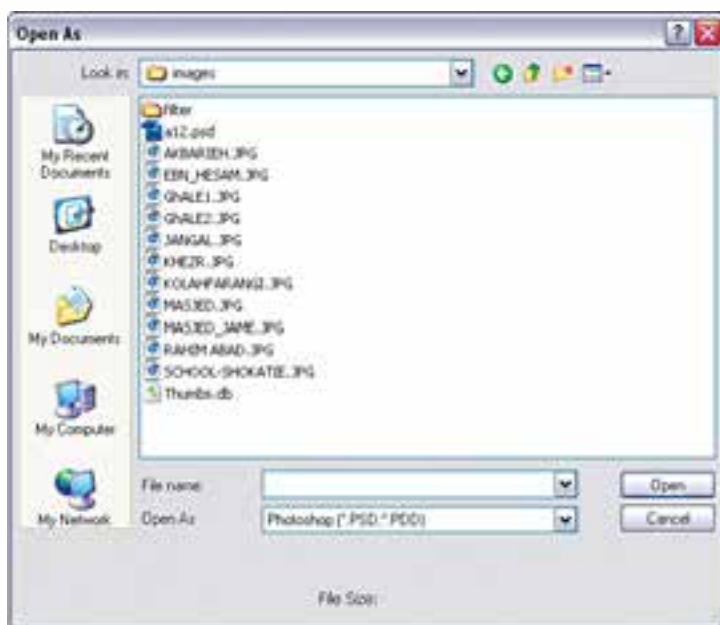 Open As
Look in:
images
filter
a12.psd
AKBARIEH.JPG
EBN_HESAM.JPG
GhALE1.JPG
GhALE2.JPG
JANGAL.JPG
KHEZR.JPG
KOLAHFARANGI.JPG
MASJED.JPG
MASJED_JAME.JPG
RAHIM ABAD.JPG
SCHOOL-SHOKATIE.JPG
Thumbs.db
My Recent
Documents
Desktop
My Documents
My Computer
My Network
File name:
Open
Open As
Photoshop (*.PSD;*.PDD)
Cancel
File Size: